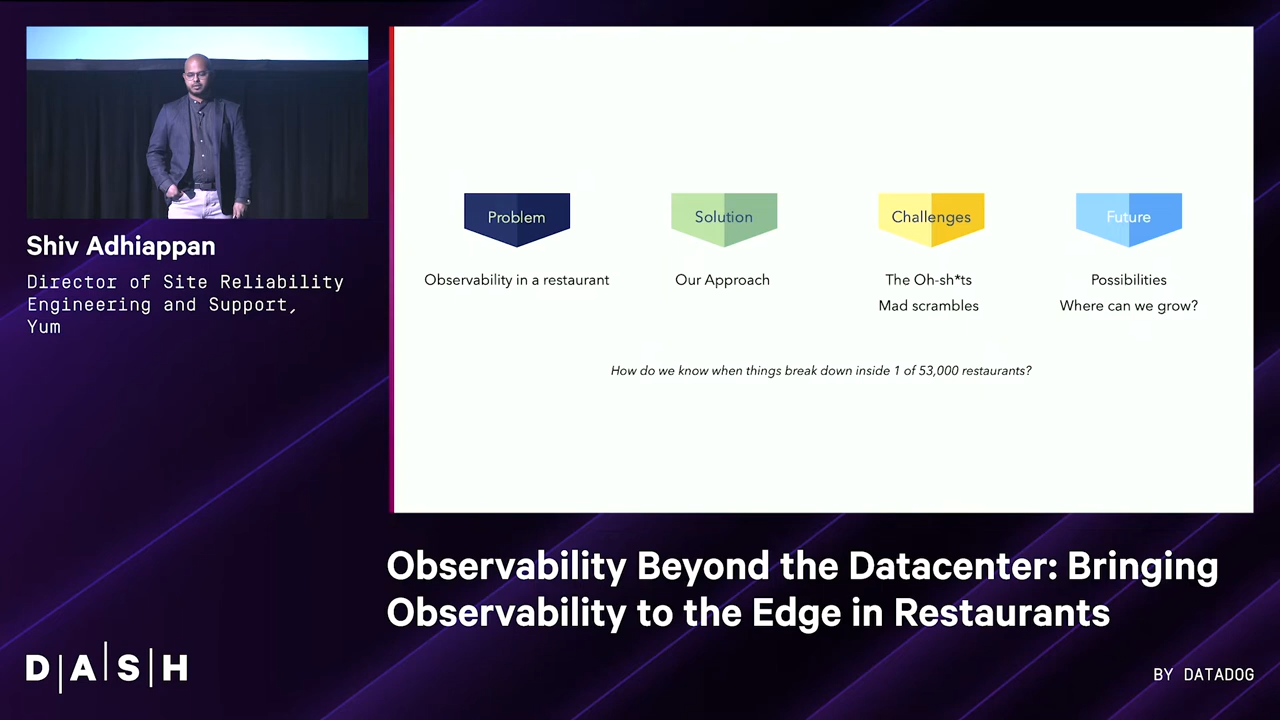 Shiv Adhiappan
Director of Site Reliability
Engineering and Support,
Yum
Problem
Solution
Challenges
Future
Observability in a restaurant
Our Approach
The Oh-sh*ts
Mad scrambles
Possibilities
Where can we grow?
How do we know when things break down inside 1 of 53,000 restaurants?
Observability Beyond the Datacenter: Bringing
Observability to the Edge in Restaurants
D|A|S|H
BY DATADOG